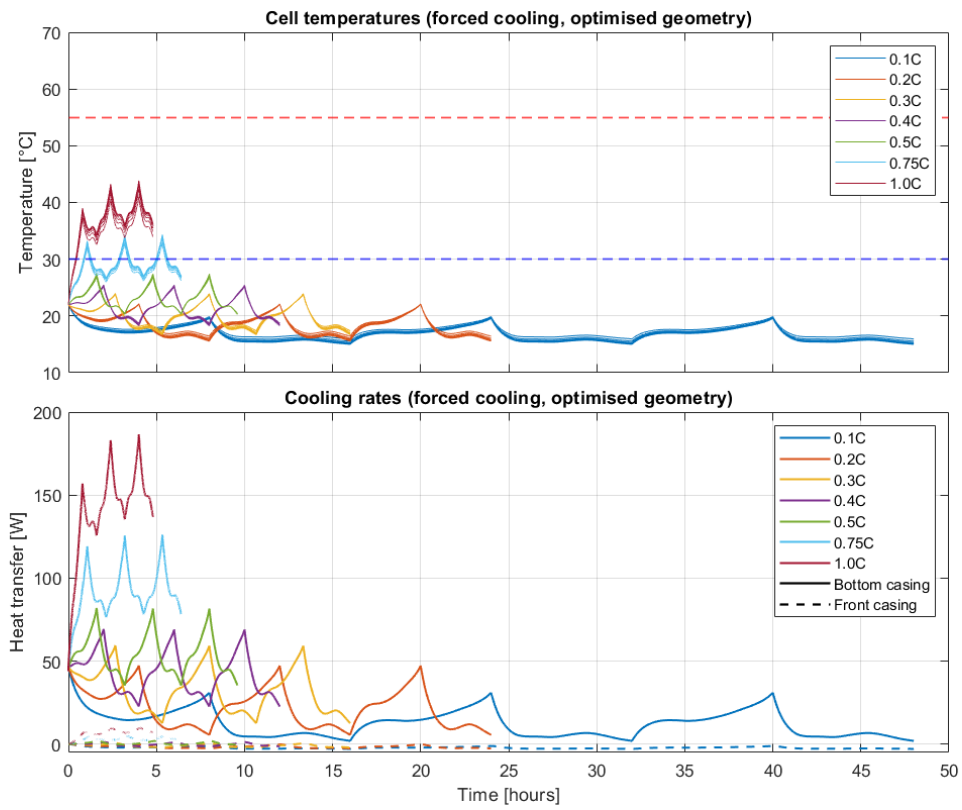 Cell temperatures (forced cooling, optimised geometry)
70
60
50
40
30
20
10
Temperature [°C]
0.1C
0.2C
0.3C
0.4C
0.5C
0.75C
1.0C
Cooling rates (forced cooling, optimised geometry)
200
150
100
50
0
Heat transfer [W]
0.1C
0.2C
0.3C
0.4C
0.5C
0.75C
1.0C
Bottom casing
Front casing
0 5 10 15 20 25 30 35 40 45 50
Time [hours]